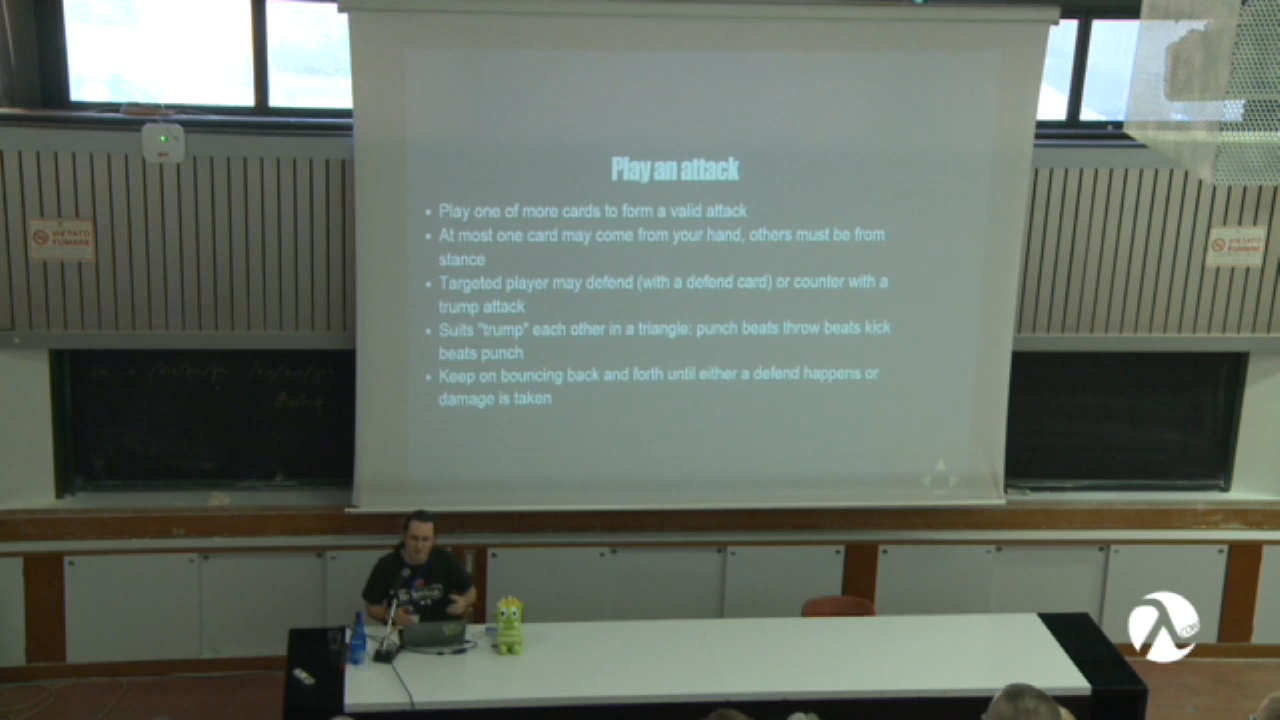 Play an attack
• Play one of more cards to form a valid attack
• At most one card may come from your hand, others must be from
stance
• Targeted player may defend (with a defend card) or counter with a
trump attack
• Suits "trump" each other in a triangle: punch beats throw beats kick
beats punch
• Keep on bouncing back and forth until either a defend happens or
damage is taken
VIETATO
FUMARE
VIETATO
FUMARE